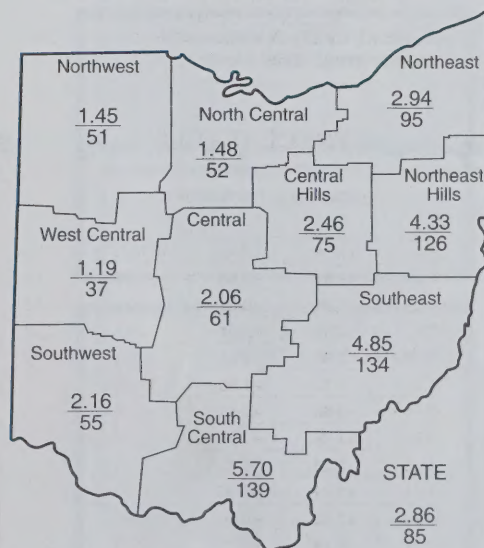 Northwest
1.45
51
North Central
1.48
52
Northeast
2.94
95
Central
Hills
2.46
75
Northeast
Hills
4.33
126
West Central
1.19
37
Central
2.06
61
Southeast
4.85
134
Southwest
2.16
55
South
Central
5.70
139
STATE
2.86
85